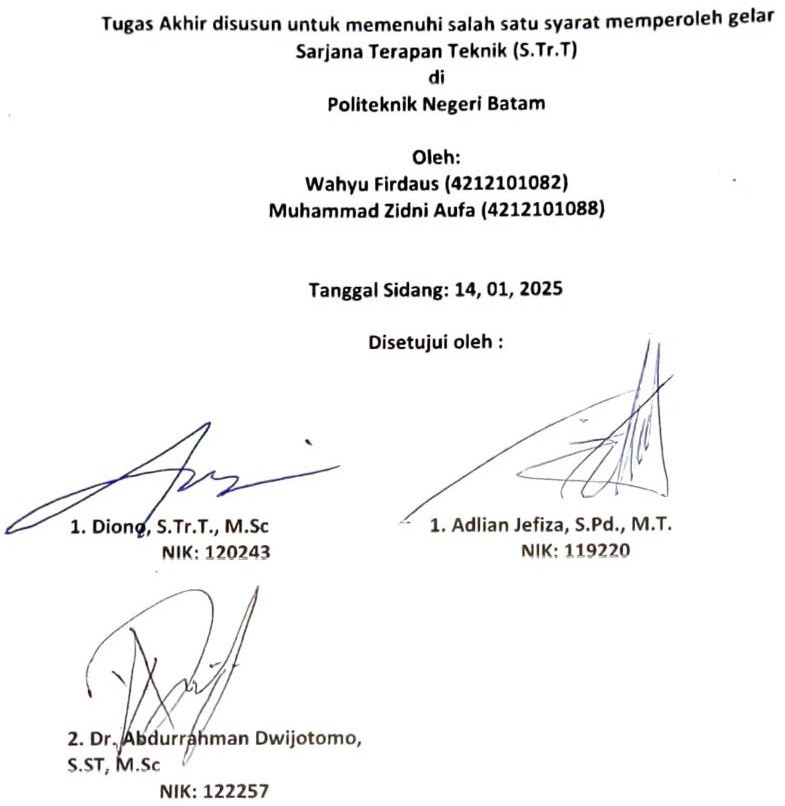 Tugas Akhir disusun untuk memenuhi salah satu syarat memperoleh gelar
Sarjana Terapan Teknik (S.Tr.T)
di
Politeknik Negeri Batam
Oleh:
Wahyu Firdaus (4212101082)
Muhammad Zidni Aufa (4212101088)
Tanggal Sidang: 14, 01, 2025
Disetujui oleh :
1. Diono, S.Tr.T., M.Sc
NIK: 120243
1. Adlian Jefiza, S.Pd., M.T.
NIK: 119220
2. Dr. Abdurrahman Dwijotomo,
S.ST, M.Sc
NIK: 122257